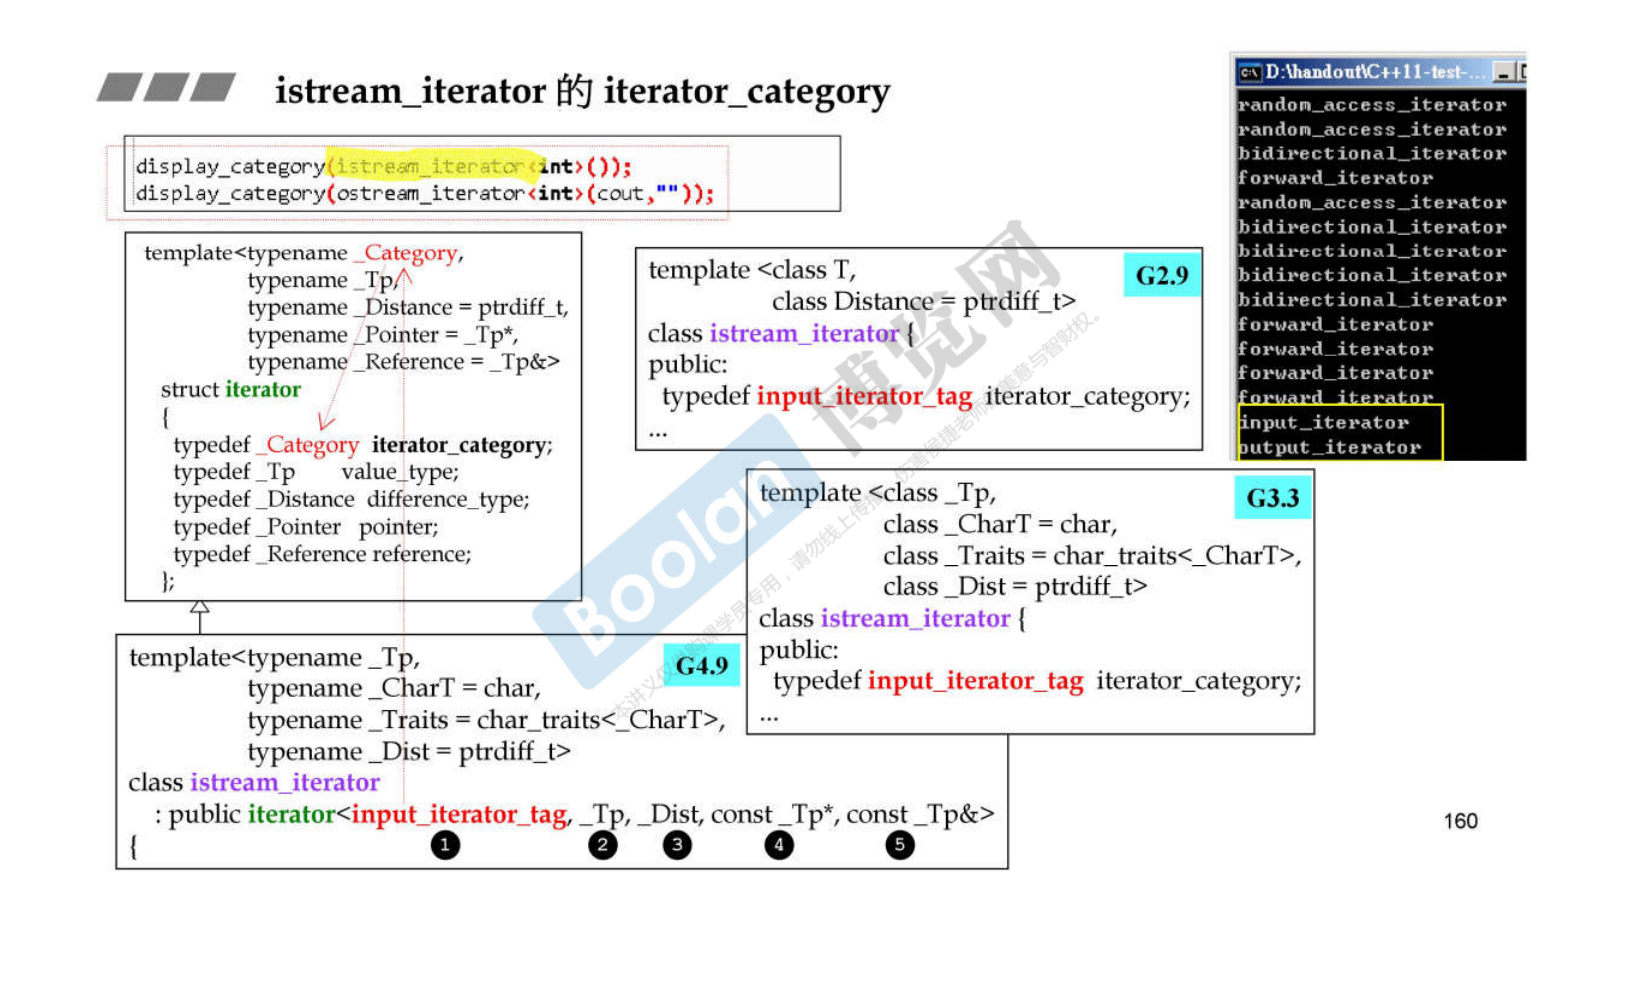 istream_iterator 的 iterator_category
display_category(istream_iterator<int>());
display_category(ostream_iterator<int>(cout,""));
template<typename _Category,
typename _Tp,
typename _Distance = ptrdiff_t,
typename _Pointer = _Tp*,
typename _Reference = _Tp&>
struct iterator
{
typedef _Category iterator_category;
typedef _Tp value_type;
typedef _Distance difference_type;
typedef _Pointer pointer;
typedef _Reference reference;
};
G4.9
template<typename _Tp,
typename _CharT = char,
typename _Traits = char_traits<_CharT>,
typename _Dist = ptrdiff_t>
class istream_iterator
: public iterator<input_iterator_tag, _Tp, _Dist, const _Tp*, const _Tp&>
{
1 2 3 4 5
G2.9
template <class T,
class Distance = ptrdiff_t>
class istream_iterator {
public:
typedef input_iterator_tag iterator_category;
...
G3.3
template <class _Tp,
class _CharT = char,
class _Traits = char_traits<_CharT>,
class _Dist = ptrdiff_t>
class istream_iterator {
public:
typedef input_iterator_tag iterator_category;
...
D:\handout\C++11-test-...
random_access_iterator
random_access_iterator
bidirectional_iterator
forward_iterator
random_access_iterator
bidirectional_iterator
bidirectional_iterator
bidirectional_iterator
bidirectional_iterator
forward_iterator
forward_iterator
forward_iterator
forward_iterator
input_iterator
output_iterator
Boolan 博览网
160